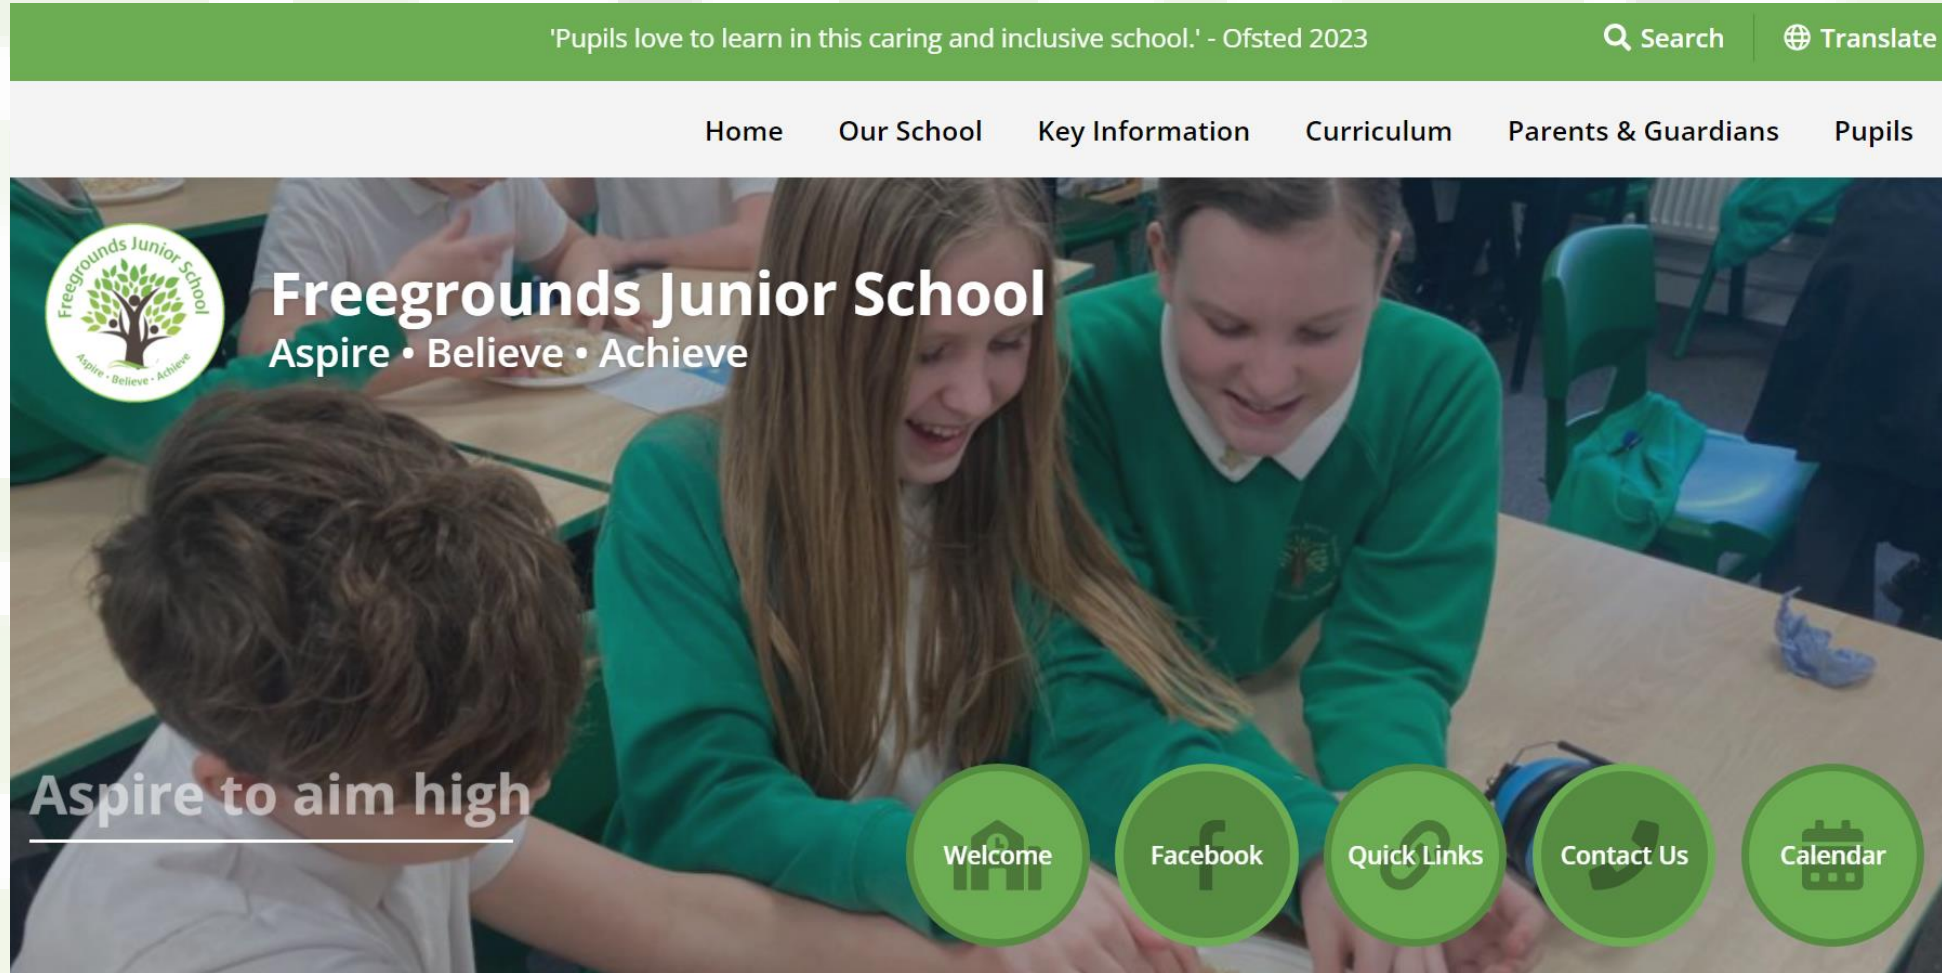 'Pupils love to learn in this caring and inclusive school.' - Ofsted 2023
Search
Translate
Home
Our School
Key Information
Curriculum
Parents & Guardians
Pupils
Freegrounds Junior School
Aspire • Believe • Achieve
Freegrounds Junior School
Aspire • Believe • Achieve
Aspire to aim high
Welcome
Facebook
Quick Links
Contact Us
Calendar